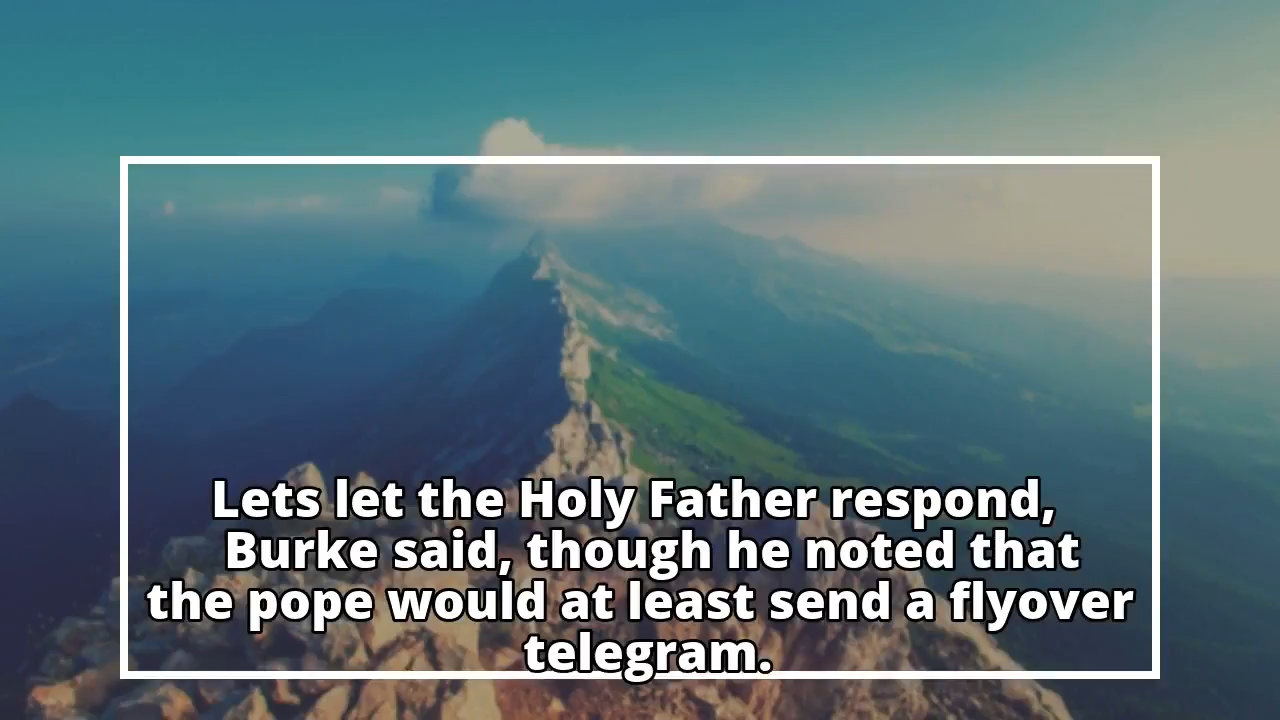 Lets let the Holy Father respond,
Burke said, though he noted that
the pope would at least send a flyover
telegram.